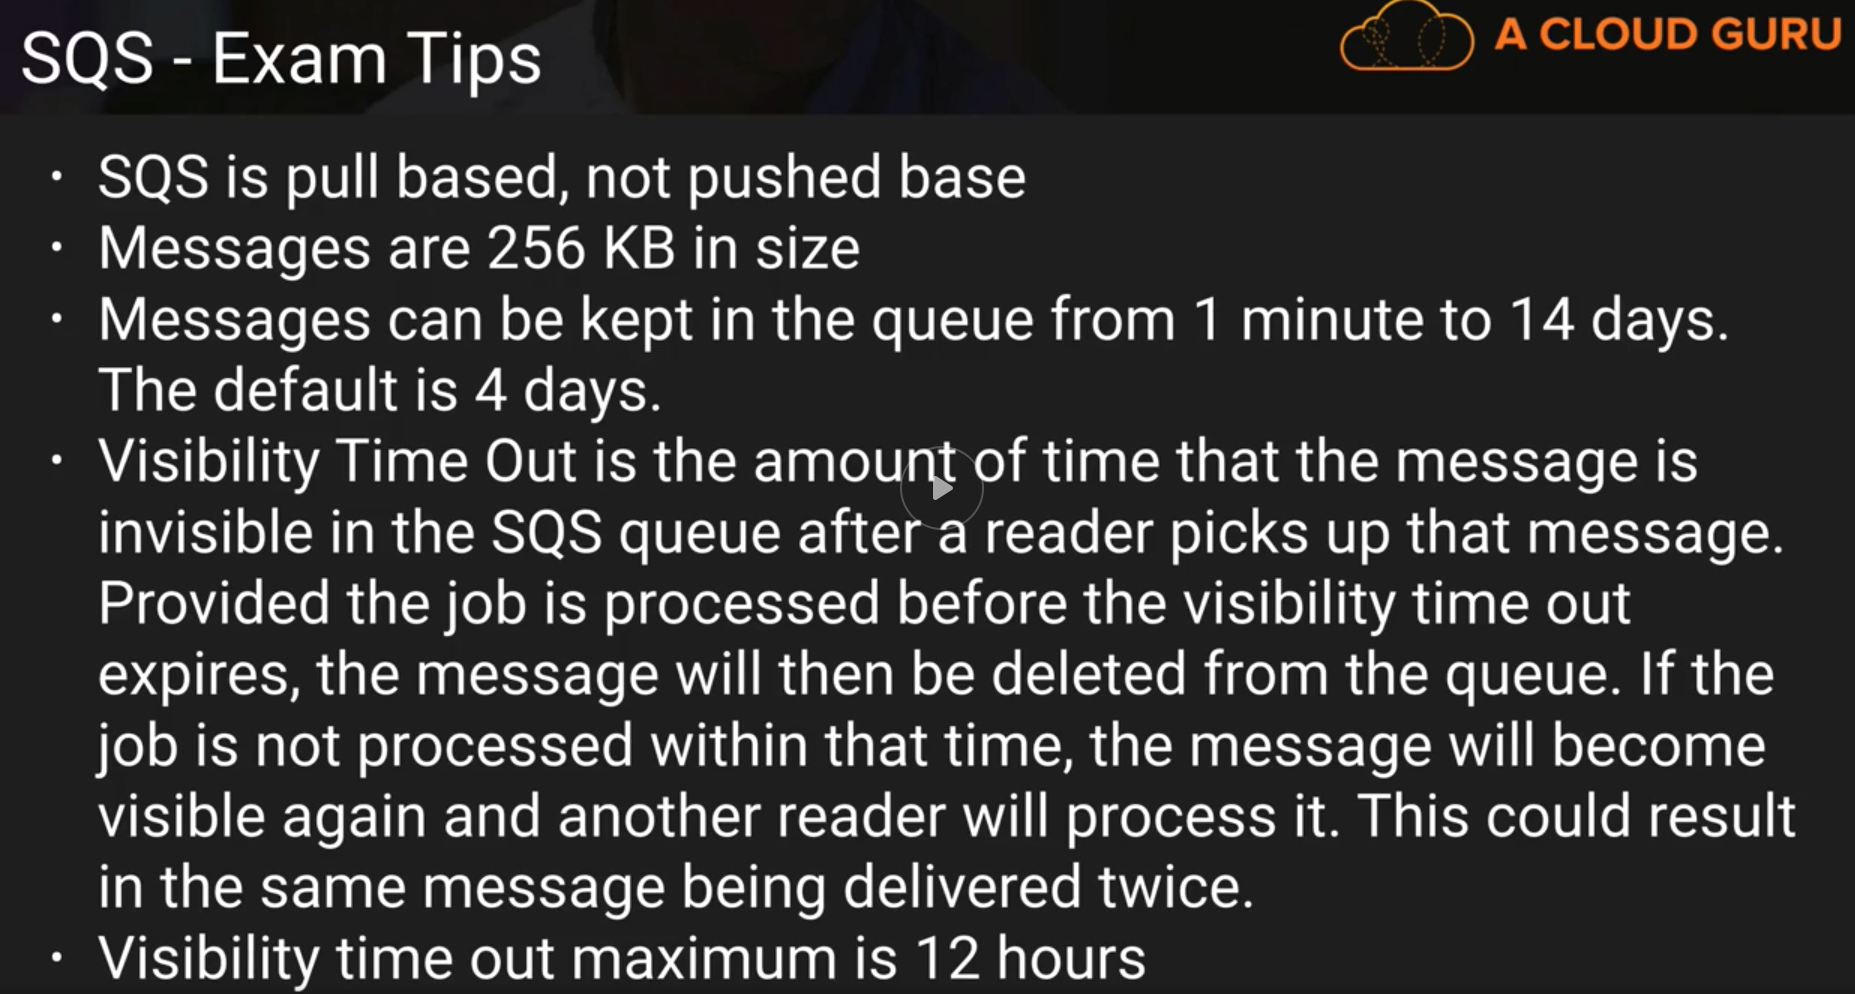 SQS - Exam Tips
A CLOUD GURU
• SQS is pull based, not pushed base
• Messages are 256 KB in size
• Messages can be kept in the queue from 1 minute to 14 days.
The default is 4 days.
• Visibility Time Out is the amount of time that the message is
invisible in the SQS queue after a reader picks up that message.
Provided the job is processed before the visibility time out
expires, the message will then be deleted from the queue. If the
job is not processed within that time, the message will become
visible again and another reader will process it. This could result
in the same message being delivered twice.
• Visibility time out maximum is 12 hours